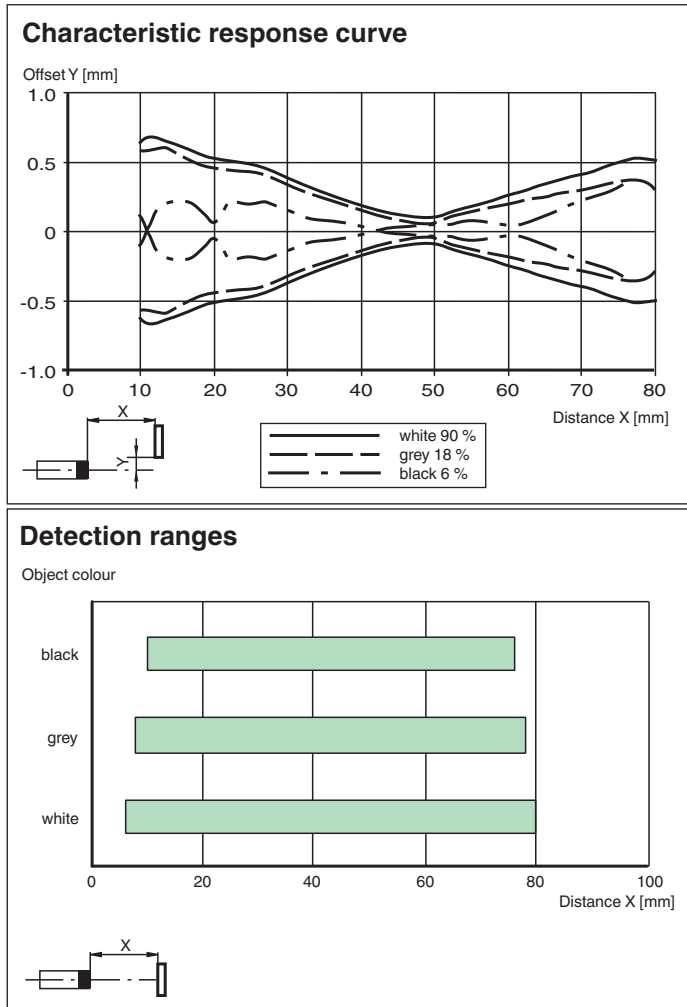 Characteristic response curve
Offset Y [mm]
1.0
0.5
0
-0.5
-1.0
0 10 20 30 40 50 60 70 80
Distance X [mm]
X
Y
white 90 %
grey 18 %
black 6 %
Detection ranges
Object colour
black
grey
white
0 20 40 60 80 100
Distance X [mm]
X